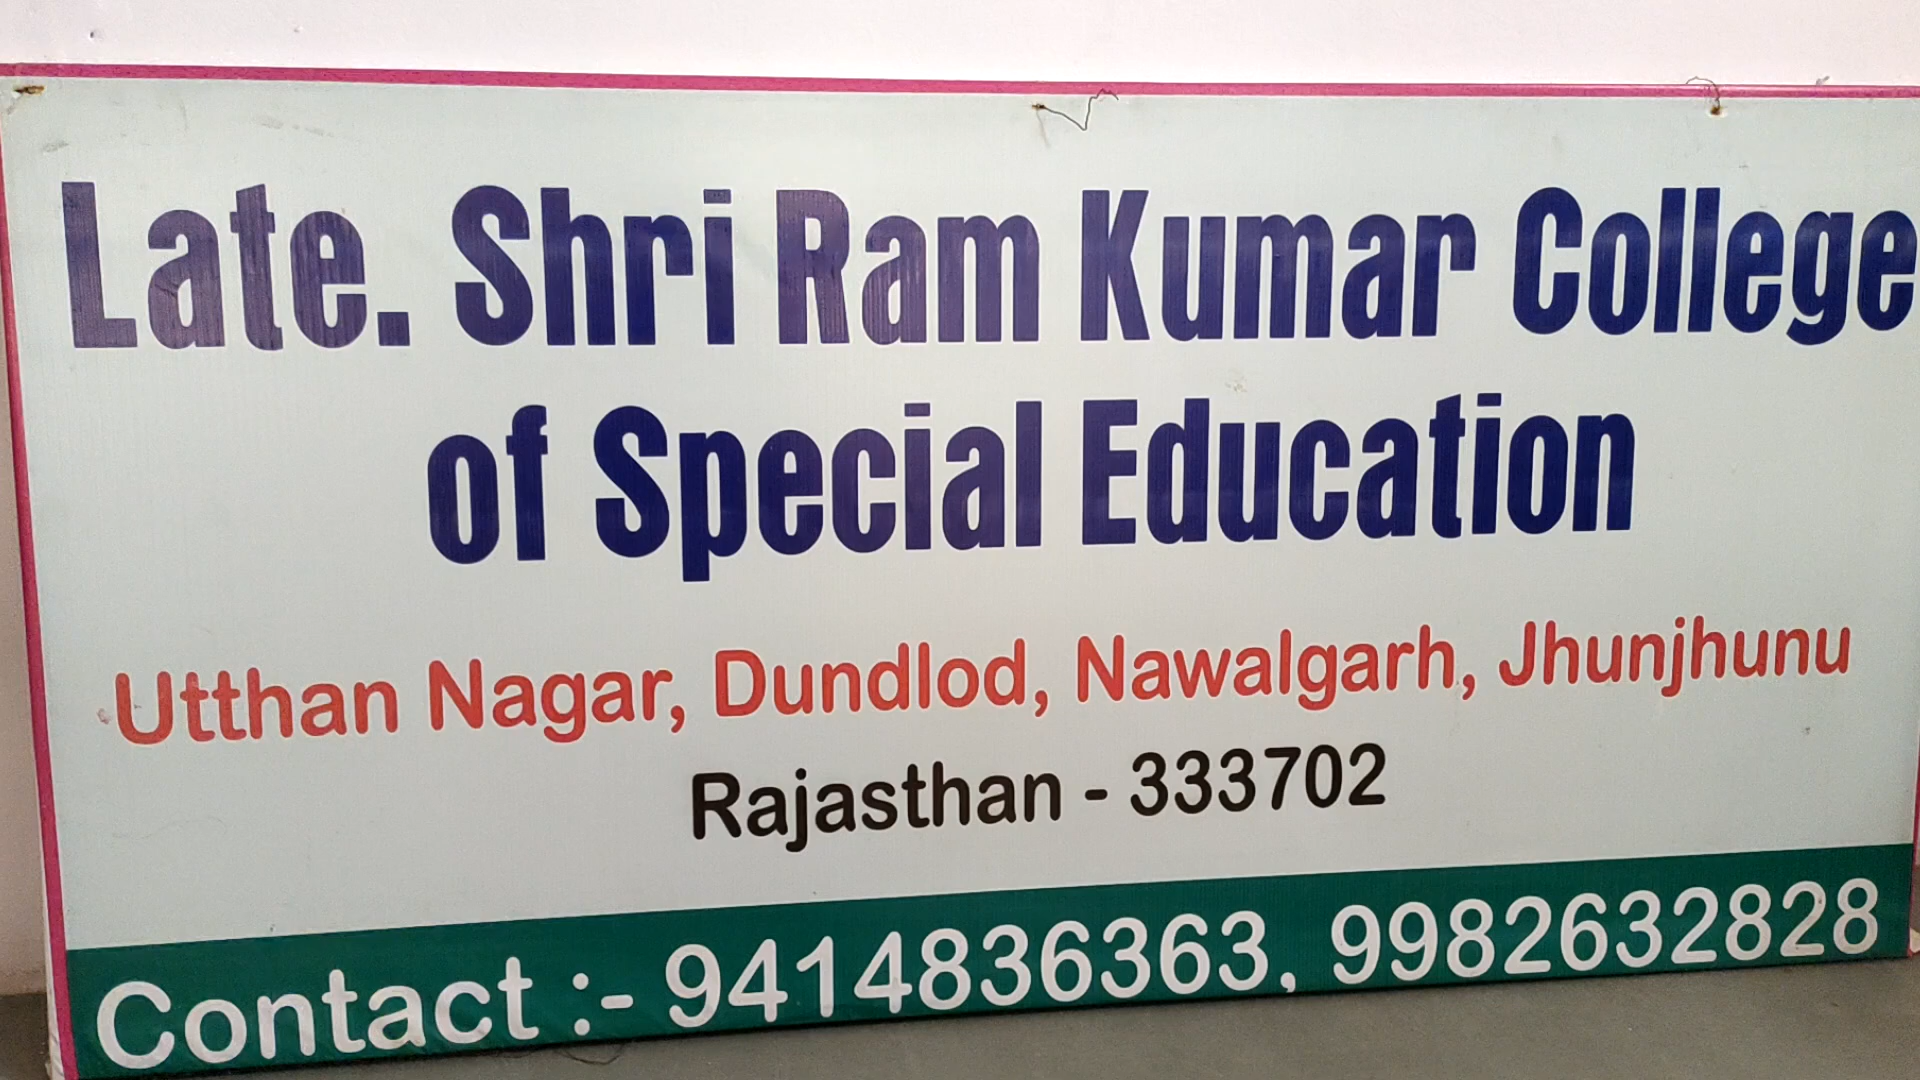 Late. Shri Ram Kumar College
of Special Education
Utthan Nagar, Dundlod, Nawalgarh, Jhunjhunu
Rajasthan - 333702
Contact :- 9414836363, 9982632828